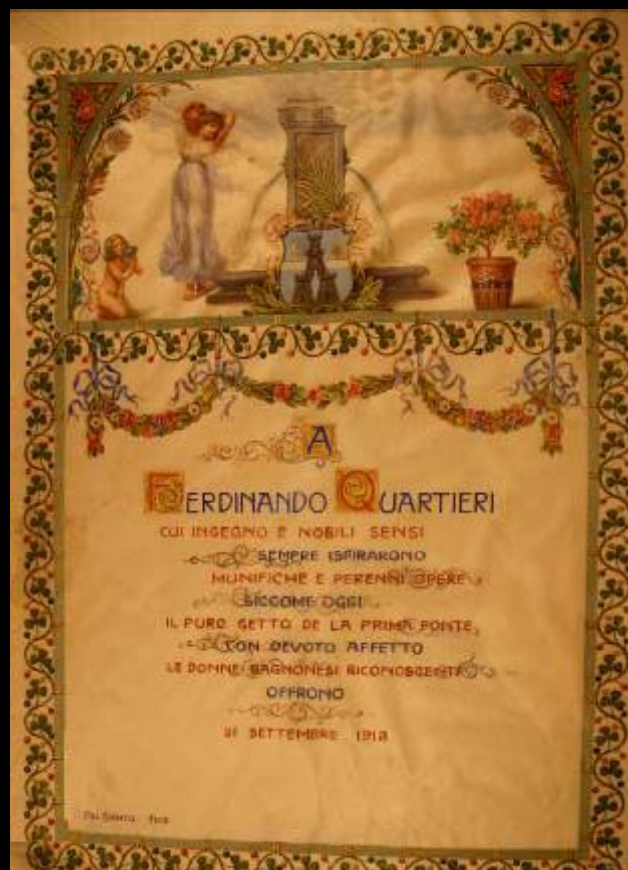 A
FERDINANDO QUARTIERI
CUI INGEGNO E NOBILI SENSI
SEMPRE ISPIRARONO
MUNIFICHE E PERENNI OPERE
SICCOME OGGI
IL PURO GETTO DE LA PRIMA FONTE,
CON DEVOTO AFFETTO
LE DONNE BAGNONESI RICONOSCENTI
OFFRONO
SETTEMBRE 1913